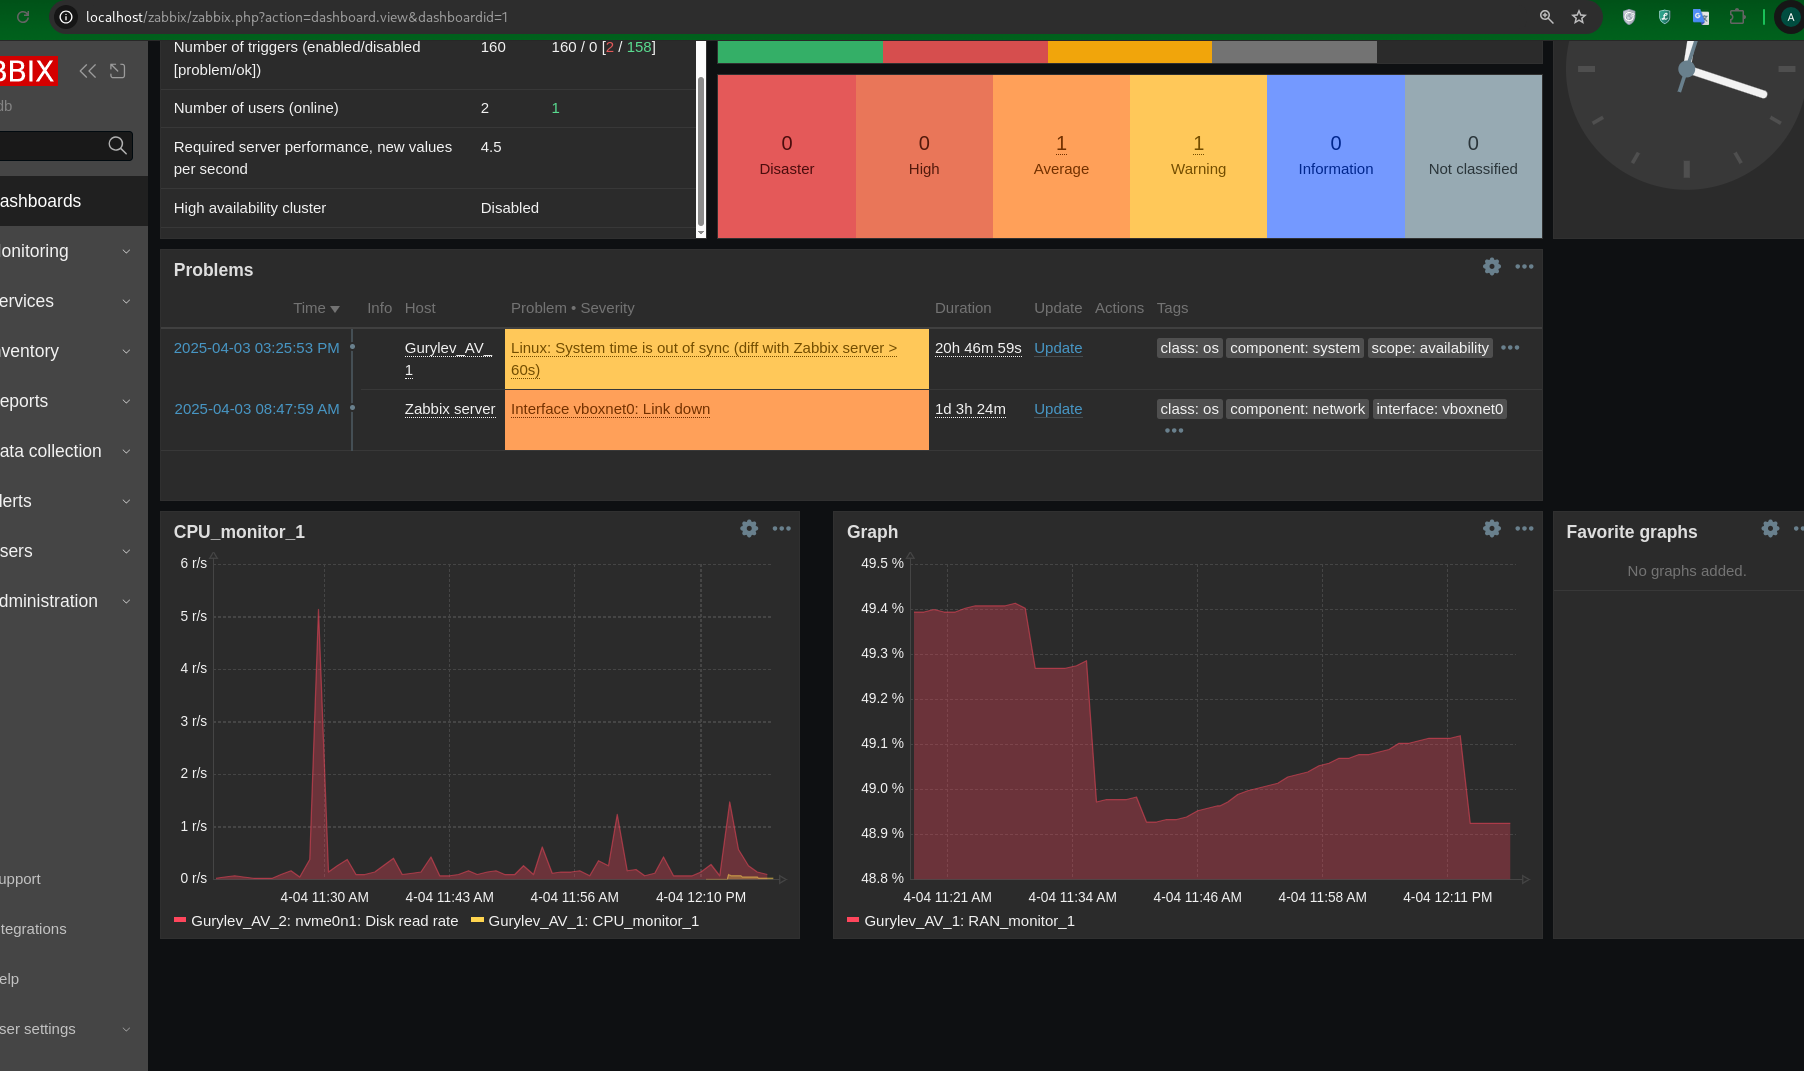 localhost/zabbix/zabbix.php?action=dashboard.view&dashboardid=1
A
BBIX
db
ashboards
onitoring
ervices
nventory
eports
ata collection
lerts
sers
dministration
upport
tegrations
elp
ser settings
Number of triggers (enabled/disabled 160 160 / 0 [2 / 158]
[problem/ok])
Number of users (online) 2 1
Required server performance, new values 4.5
per second
High availability cluster Disabled
0 0 1 1 0 0
Disaster High Average Warning Information Not classified
Problems
Time Info Host Problem • Severity Duration Update Actions Tags
2025-04-03 03:25:53 PM Gurylev_AV_ Linux: System time is out of sync (diff with Zabbix server > 20h 46m 59s Update class: os component: system scope: availability
1 60s)
2025-04-03 08:47:59 AM Zabbix server Interface vboxnet0: Link down 1d 3h 24m Update class: os component: network interface: vboxnet0
CPU_monitor_1
6 r/s
5 r/s
4 r/s
3 r/s
2 r/s
1 r/s
0 r/s
4-04 11:30 AM 4-04 11:43 AM 4-04 11:56 AM 4-04 12:10 PM
Gurylev_AV_2: nvme0n1: Disk read rate Gurylev_AV_1: CPU_monitor_1
Graph
49.5 %
49.4 %
49.3 %
49.2 %
49.1 %
49.0 %
48.9 %
48.8 %
4-04 11:21 AM 4-04 11:34 AM 4-04 11:46 AM 4-04 11:58 AM 4-04 12:11 PM
Gurylev_AV_1: RAN_monitor_1
Favorite graphs
No graphs added.